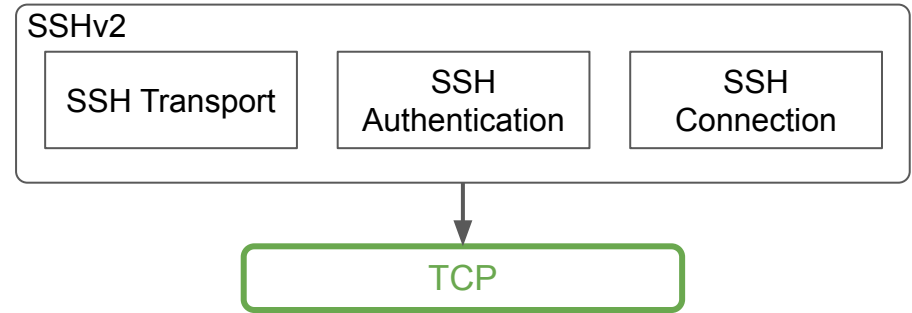 SSHv2
SSH Transport
SSH
Authentication
SSH
Connection
TCP